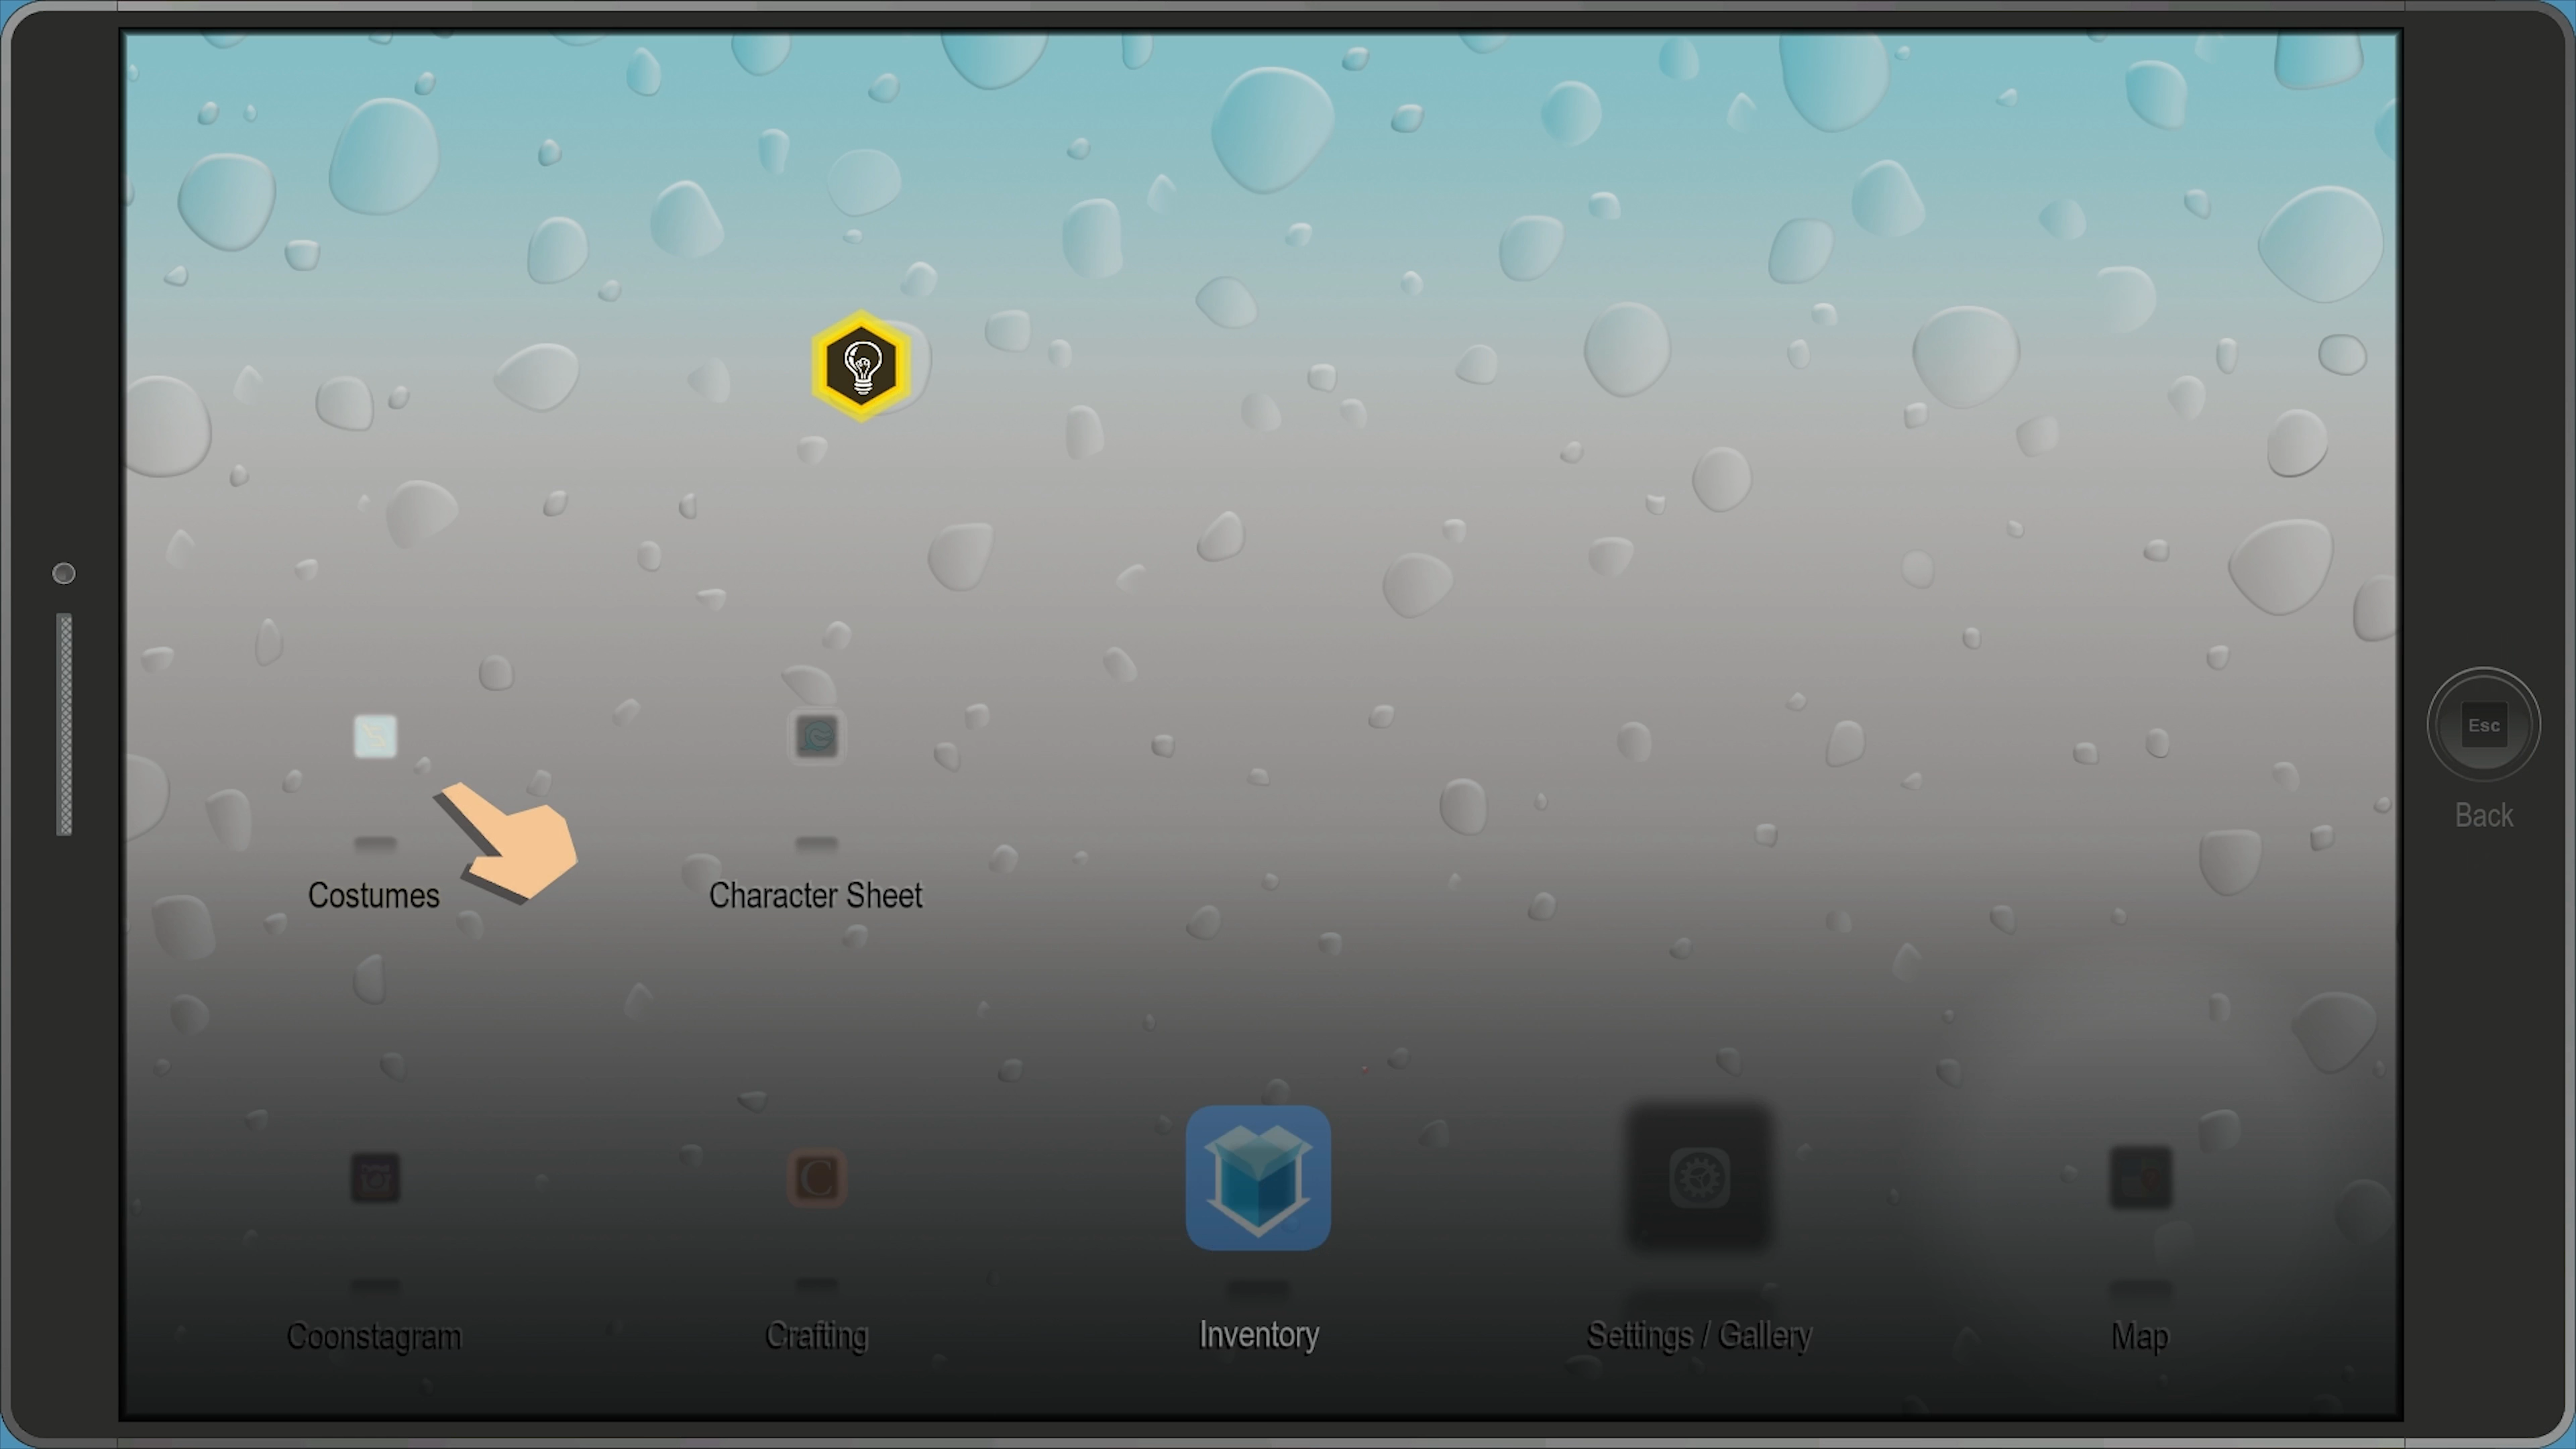 Esc
Back
Costumes
Character Sheet
C
Coonstagram
Crafting
Inventory
Settings / Gallery
Map